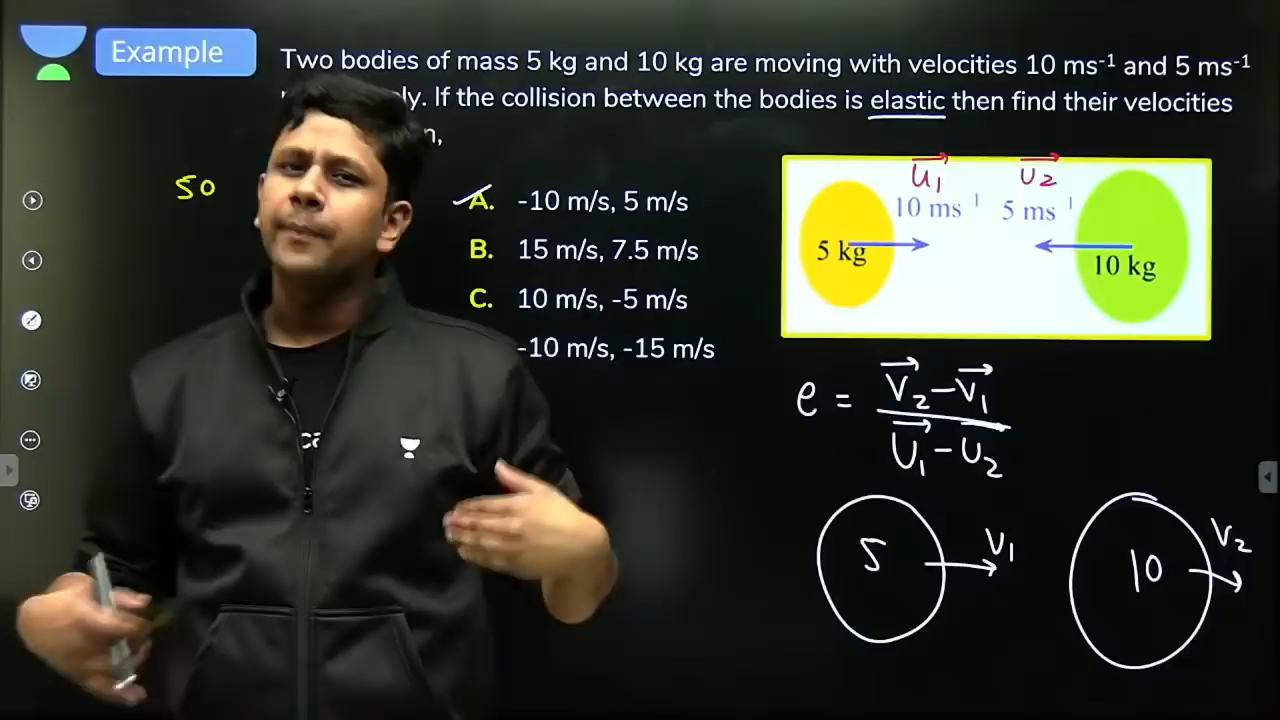 Example
Two bodies of mass 5 kg and 10 kg are moving with velocities 10 ms⁻¹ and 5 ms⁻¹
If the collision between the bodies is elastic then find their velocities
50
A. -10 m/s, 5 m/s
B. 15 m/s, 7.5 m/s
C. 10 m/s, -5 m/s
-10 m/s, -15 m/s
u₁ u₂
10 ms⁻¹ 5 ms⁻¹
5 kg 10 kg
e = (v₂ - v₁) / (u₁ - u₂)
5 v₁ 10 v₂